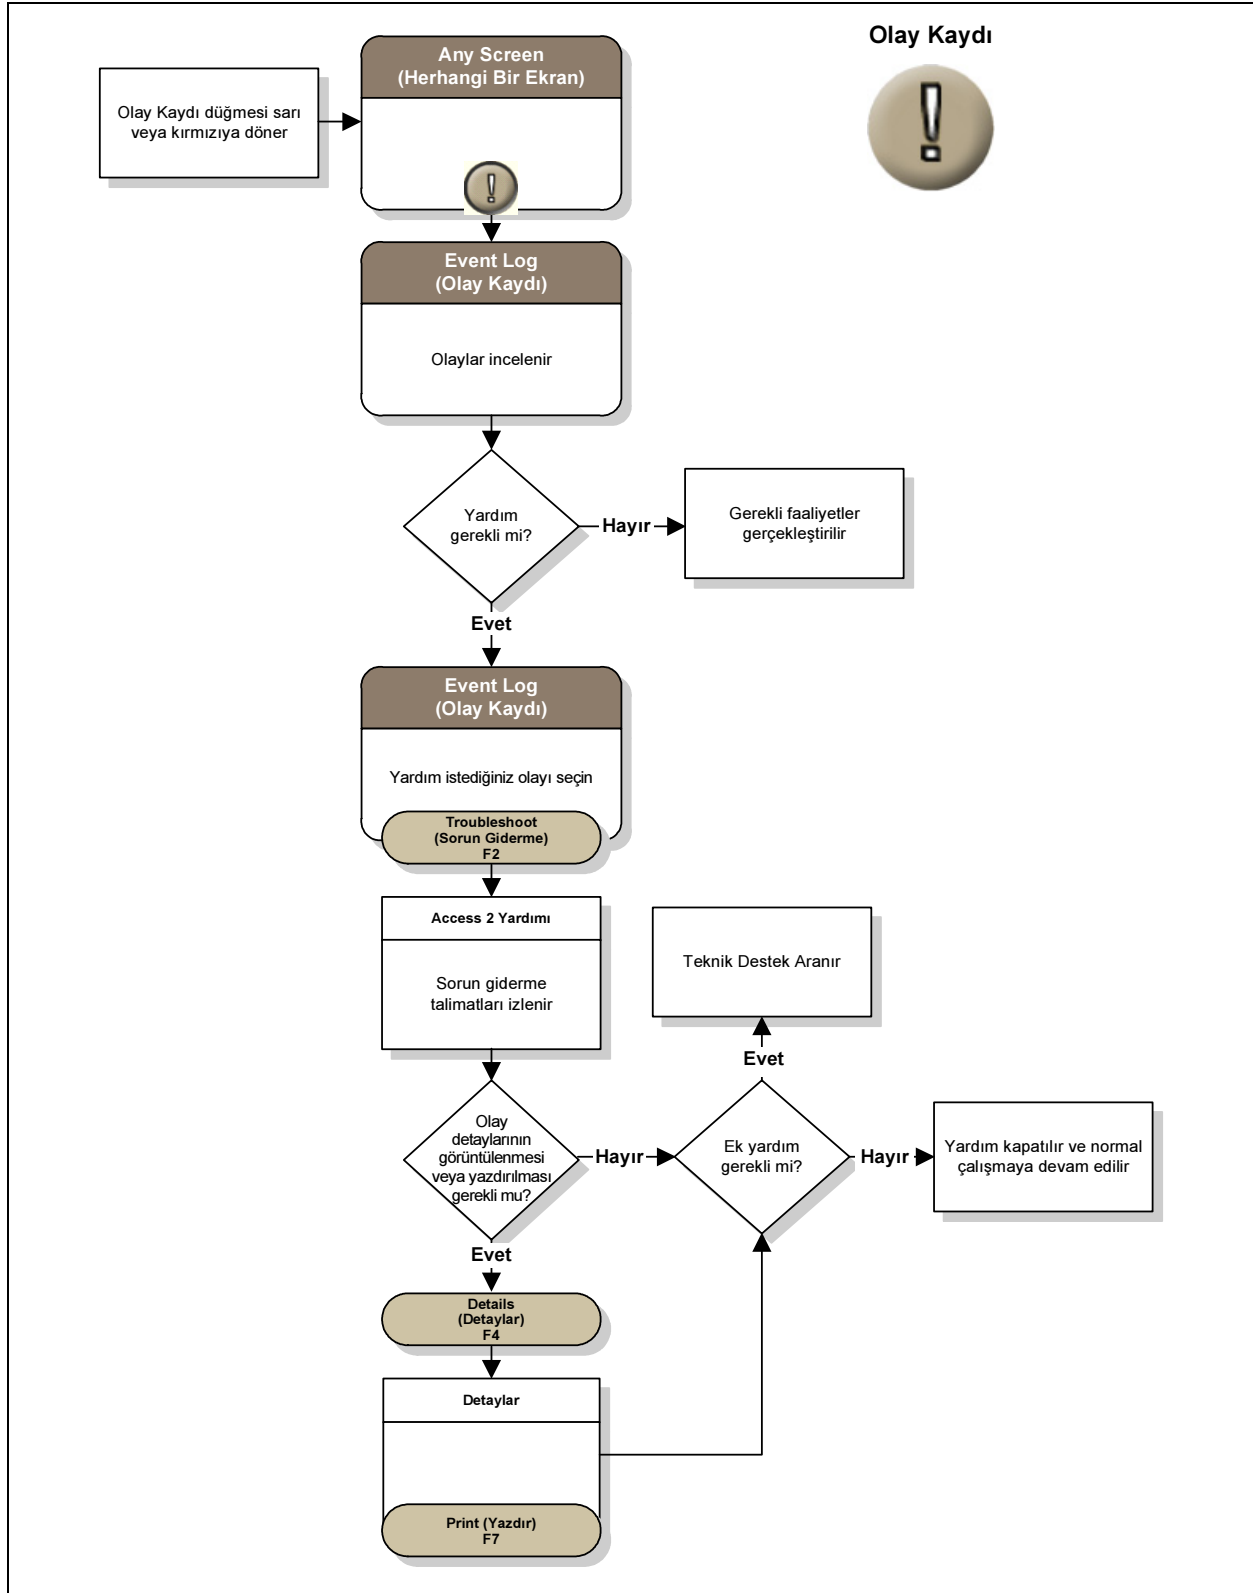 Olay Kaydı
Any Screen
(Herhangi Bir Ekran)
Olay Kaydı düğmesi sarı
veya kırmızıya döner
Event Log
(Olay Kaydı)
Olaylar incelenir
Yardım
gerekli mi?
Hayır
Gerekli faaliyetler
gerçekleştirilir
Evet
Event Log
(Olay Kaydı)
Yardım istediğiniz olayı seçin
Troubleshoot
(Sorun Giderme)
F2
Access 2 Yardımı
Sorun giderme
talimatları izlenir
Teknik Destek Aranır
Evet
Olay
detaylarının
görüntülenmesi
veya yazdırılması
gerekli mu?
Hayır
Ek yardım
gerekli mi?
Hayır
Yardım kapatılır ve normal
çalışmaya devam edilir
Evet
Details
(Detaylar)
F4
Detaylar
Print (Yazdır)
F7